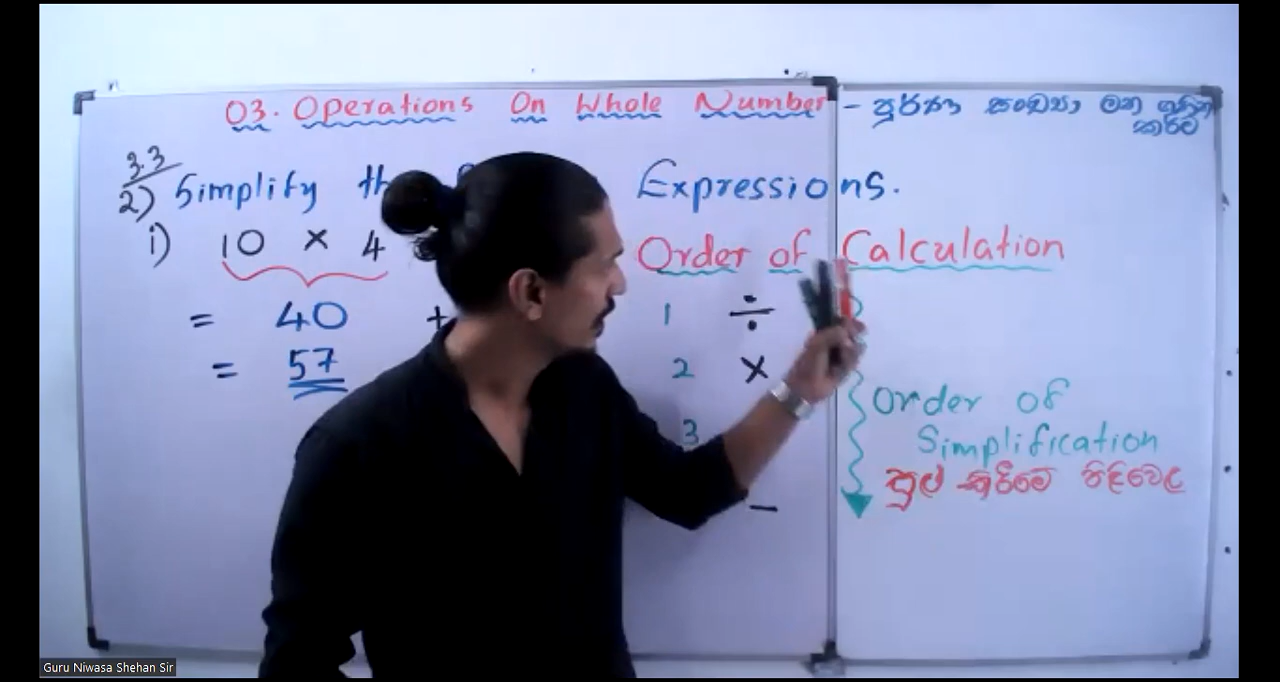 03. Operations On Whole Number - පූර්ණ සංඛ්‍යා මත ගණිත
කර්ම
3.3
2) Simplify Expressions.
i) 10 × 4
Order of Calculation
= 40 +
1 ÷
= 57
2 ×
3
-
Order of
Simplification
සුළු කිරීමේ පිළිවෙල
Guru Niwasa Shehan Sir